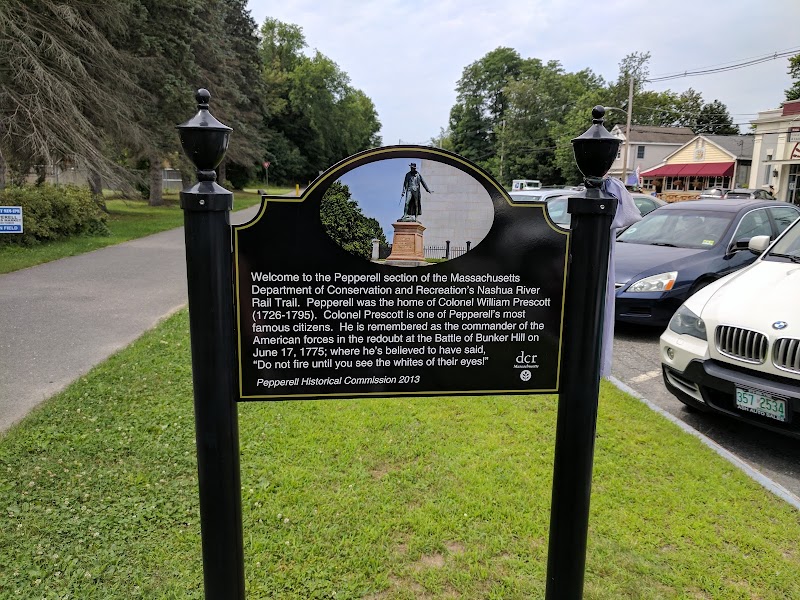 Welcome to the Pepperell section of the Massachusetts
Department of Conservation and Recreation's Nashua River
Rail Trail. Pepperell was the home of Colonel William Prescott
(1726-1795). Colonel Prescott is one of Pepperell's most
famous citizens. He is remembered as the commander of the
American forces in the redoubt at the Battle of Bunker Hill on
June 17, 1775; where he's believed to have said,
"Do not fire until you see the whites of their eyes!"
dcr
Massachusetts
Pepperell Historical Commission 2013
357 2534
FIELD